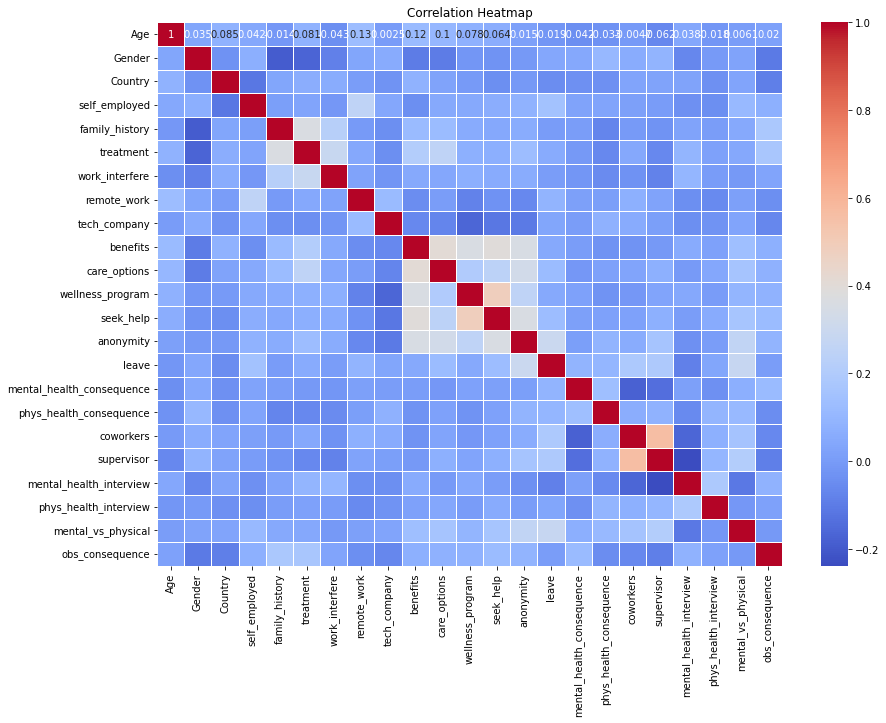 Correlation Heatmap
Age 1 0.035 0.085 0.042 -0.014 0.081 -0.043 0.13 0.0025 0.12 0.1 0.078 -0.064 0.015 -0.019 -0.042 -0.033 -0.0047 -0.062 0.038 -0.018 0.0061 0.02
Gender
Country
self_employed
family_history
treatment
work_interfere
remote_work
tech_company
benefits
care_options
wellness_program
seek_help
anonymity
leave
mental_health_consequence
phys_health_consequence
coworkers
supervisor
mental_health_interview
phys_health_interview
mental_vs_physical
obs_consequence
Age
Gender
Country
self_employed
family_history
treatment
work_interfere
remote_work
tech_company
benefits
care_options
wellness_program
seek_help
anonymity
leave
mental_health_consequence
phys_health_consequence
coworkers
supervisor
mental_health_interview
phys_health_interview
mental_vs_physical
obs_consequence
1.0
0.8
0.6
0.4
0.2
0.0
−0.2